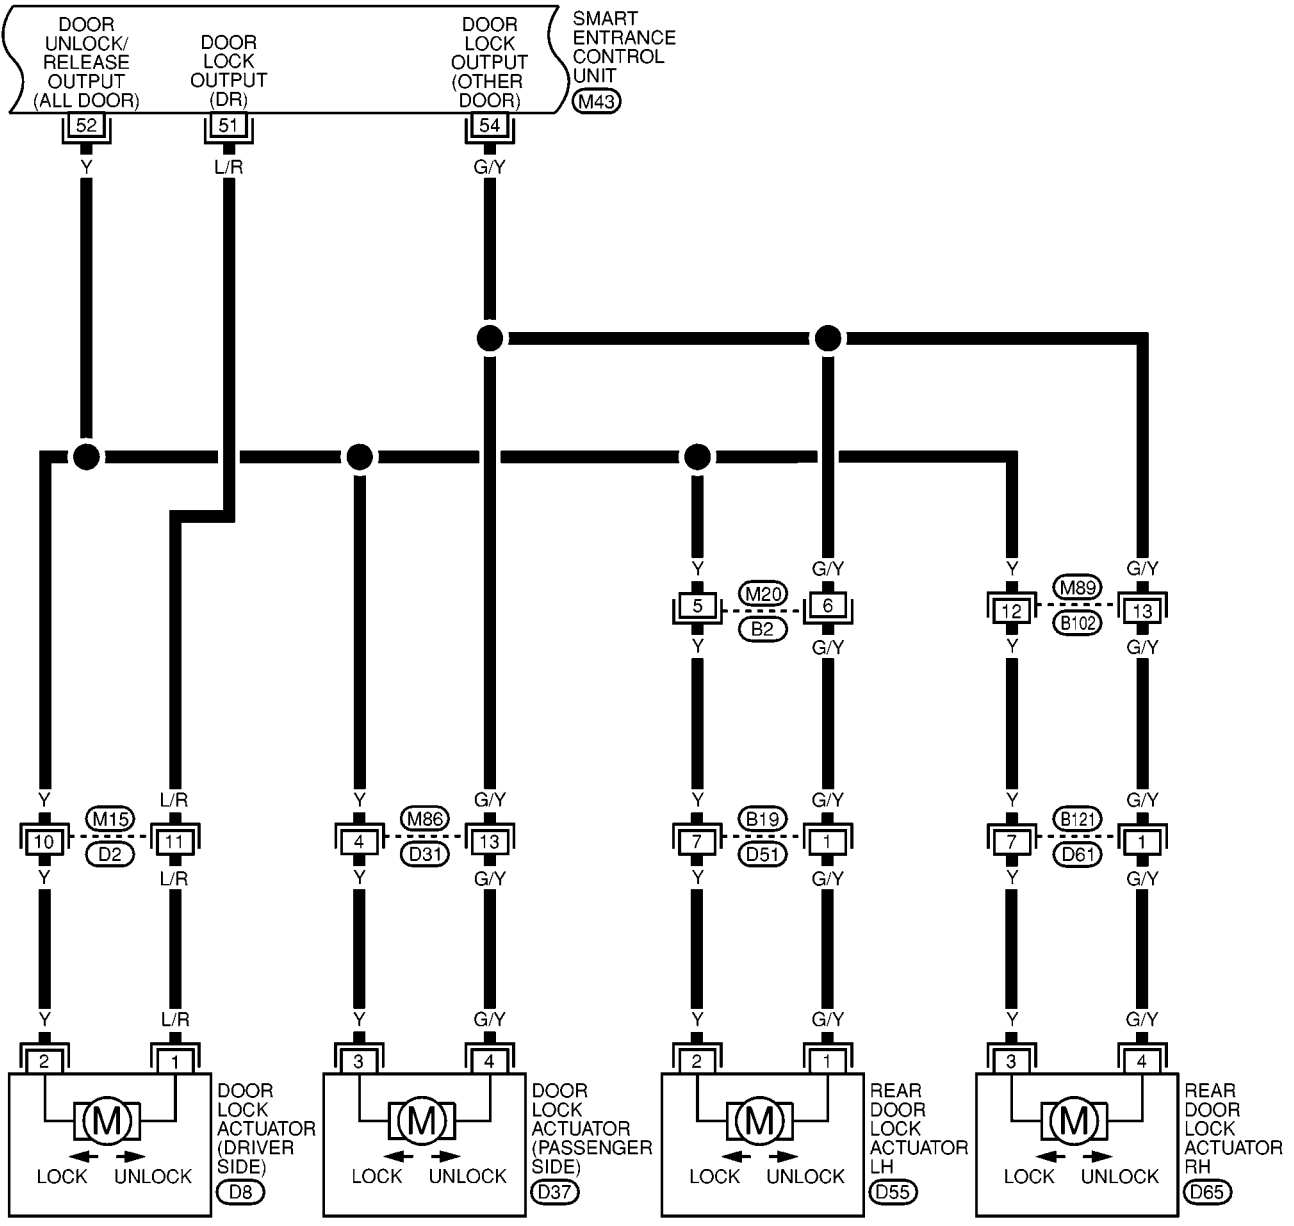 DOOR
UNLOCK/
RELEASE
OUTPUT
(ALL DOOR)
DOOR
LOCK
OUTPUT
(DR)
DOOR
LOCK
OUTPUT
(OTHER
DOOR)
SMART
ENTRANCE
CONTROL
UNIT
M43
52
51
54
Y
L/R
G/Y
Y
G/Y
Y
G/Y
5
M20
B2
6
12
M89
B102
13
Y
G/Y
Y
G/Y
Y
L/R
Y
G/Y
Y
G/Y
Y
G/Y
10
M15
D2
11
4
M86
D31
13
7
B19
D51
1
7
B121
D61
1
Y
L/R
Y
G/Y
Y
G/Y
Y
G/Y
Y
L/R
Y
G/Y
Y
G/Y
Y
G/Y
2
1
3
4
2
1
3
4
M
LOCK
UNLOCK
DOOR
LOCK
ACTUATOR
(DRIVER
SIDE)
D8
M
LOCK
UNLOCK
DOOR
LOCK
ACTUATOR
(PASSENGER
SIDE)
D37
M
LOCK
UNLOCK
REAR
DOOR
LOCK
ACTUATOR
LH
D55
M
LOCK
UNLOCK
REAR
DOOR
LOCK
ACTUATOR
RH
D65